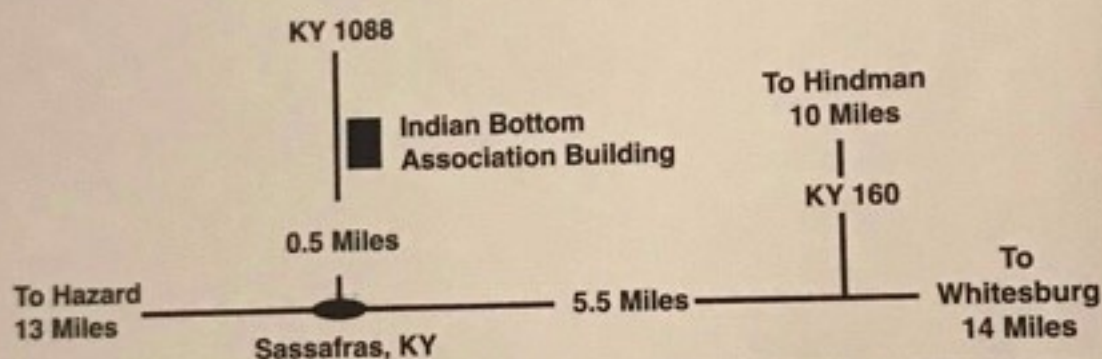 KY 1088
To Hindman
10 Miles
Indian Bottom
Association Building
KY 160
0.5 Miles
To Hazard
13 Miles
5.5 Miles
To
Whitesburg
14 Miles
Sassafras, KY